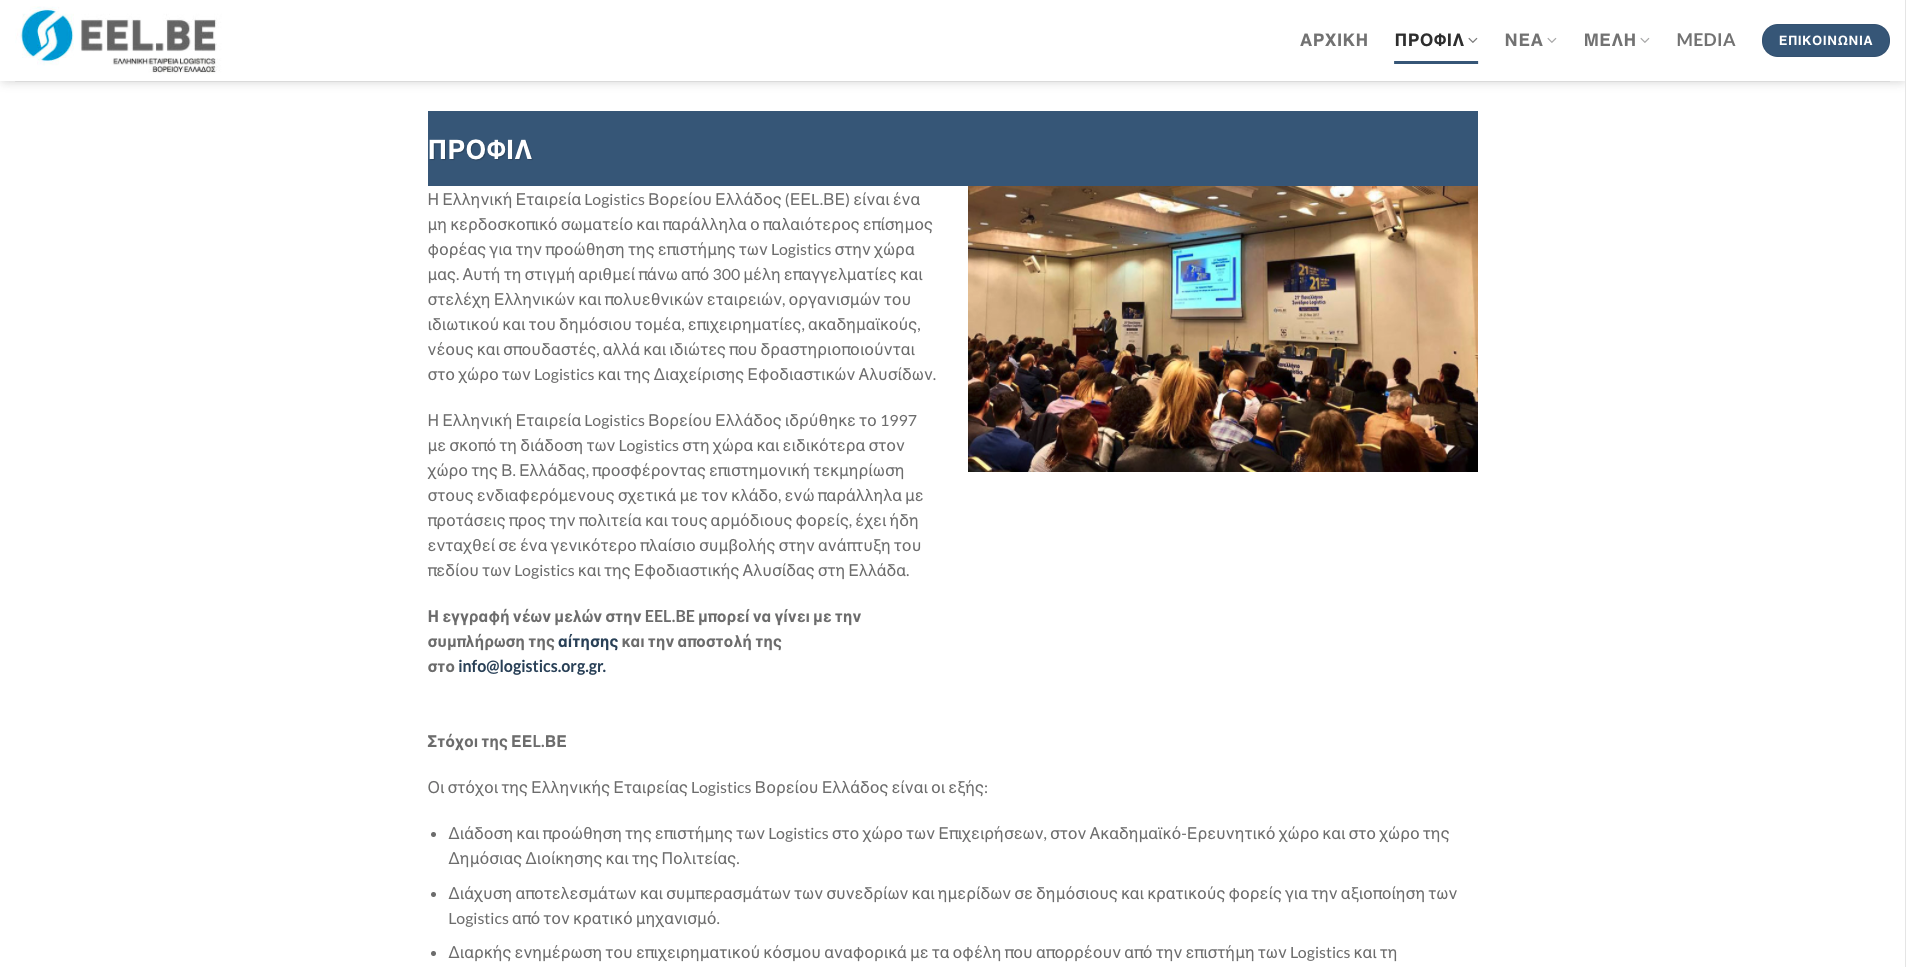 EEL.BE
ΕΛΛΗΝΙΚΗ ΕΤΑΙΡΕΙΑ LOGISTICS
ΒΟΡΕΙΟΥ ΕΛΛΑΔΟΣ
ΑΡΧΙΚΗ ΠΡΟΦΙΛ ΝΕΑ ΜΕΛΗ MEDIA ΕΠΙΚΟΙΝΩΝΙΑ
ΠΡΟΦΙΛ
Η Ελληνική Εταιρεία Logistics Βορείου Ελλάδος (EEL.BE) είναι ένα
μη κερδοσκοπικό σωματείο και παράλληλα ο παλαιότερος επίσημος
φορέας για την προώθηση της επιστήμης των Logistics στην χώρα
μας. Αυτή τη στιγμή αριθμεί πάνω από 300 μέλη επαγγελματίες και
στελέχη Ελληνικών και πολυεθνικών εταιρειών, οργανισμών του
ιδιωτικού και του δημόσιου τομέα, επιχειρηματίες, ακαδημαϊκούς,
νέους και σπουδαστές, αλλά και ιδιώτες που δραστηριοποιούνται
στο χώρο των Logistics και της Διαχείρισης Εφοδιαστικών Αλυσίδων.
Η Ελληνική Εταιρεία Logistics Βορείου Ελλάδος ιδρύθηκε το 1997
με σκοπό τη διάδοση των Logistics στη χώρα και ειδικότερα στον
χώρο της Β. Ελλάδας, προσφέροντας επιστημονική τεκμηρίωση
στους ενδιαφερόμενους σχετικά με τον κλάδο, ενώ παράλληλα με
προτάσεις προς την πολιτεία και τους αρμόδιους φορείς, έχει ήδη
ενταχθεί σε ένα γενικότερο πλαίσιο συμβολής στην ανάπτυξη του
πεδίου των Logistics και της Εφοδιαστικής Αλυσίδας στη Ελλάδα.
Η εγγραφή νέων μελών στην EEL.BE μπορεί να γίνει με την
συμπλήρωση της αίτησης και την αποστολή της
στο info@logistics.org.gr.
21
21
Στόχοι της EEL.BE
Οι στόχοι της Ελληνικής Εταιρείας Logistics Βορείου Ελλάδος είναι οι εξής:
• Διάδοση και προώθηση της επιστήμης των Logistics στο χώρο των Επιχειρήσεων, στον Ακαδημαϊκό-Ερευνητικό χώρο και στο χώρο της
Δημόσιας Διοίκησης και της Πολιτείας.
• Διάχυση αποτελεσμάτων και συμπερασμάτων των συνεδρίων και ημερίδων σε δημόσιους και κρατικούς φορείς για την αξιοποίηση των
Logistics από τον κρατικό μηχανισμό.
• Διαρκής ενημέρωση του επιχειρηματικού κόσμου αναφορικά με τα οφέλη που απορρέουν από την επιστήμη των Logistics και τη